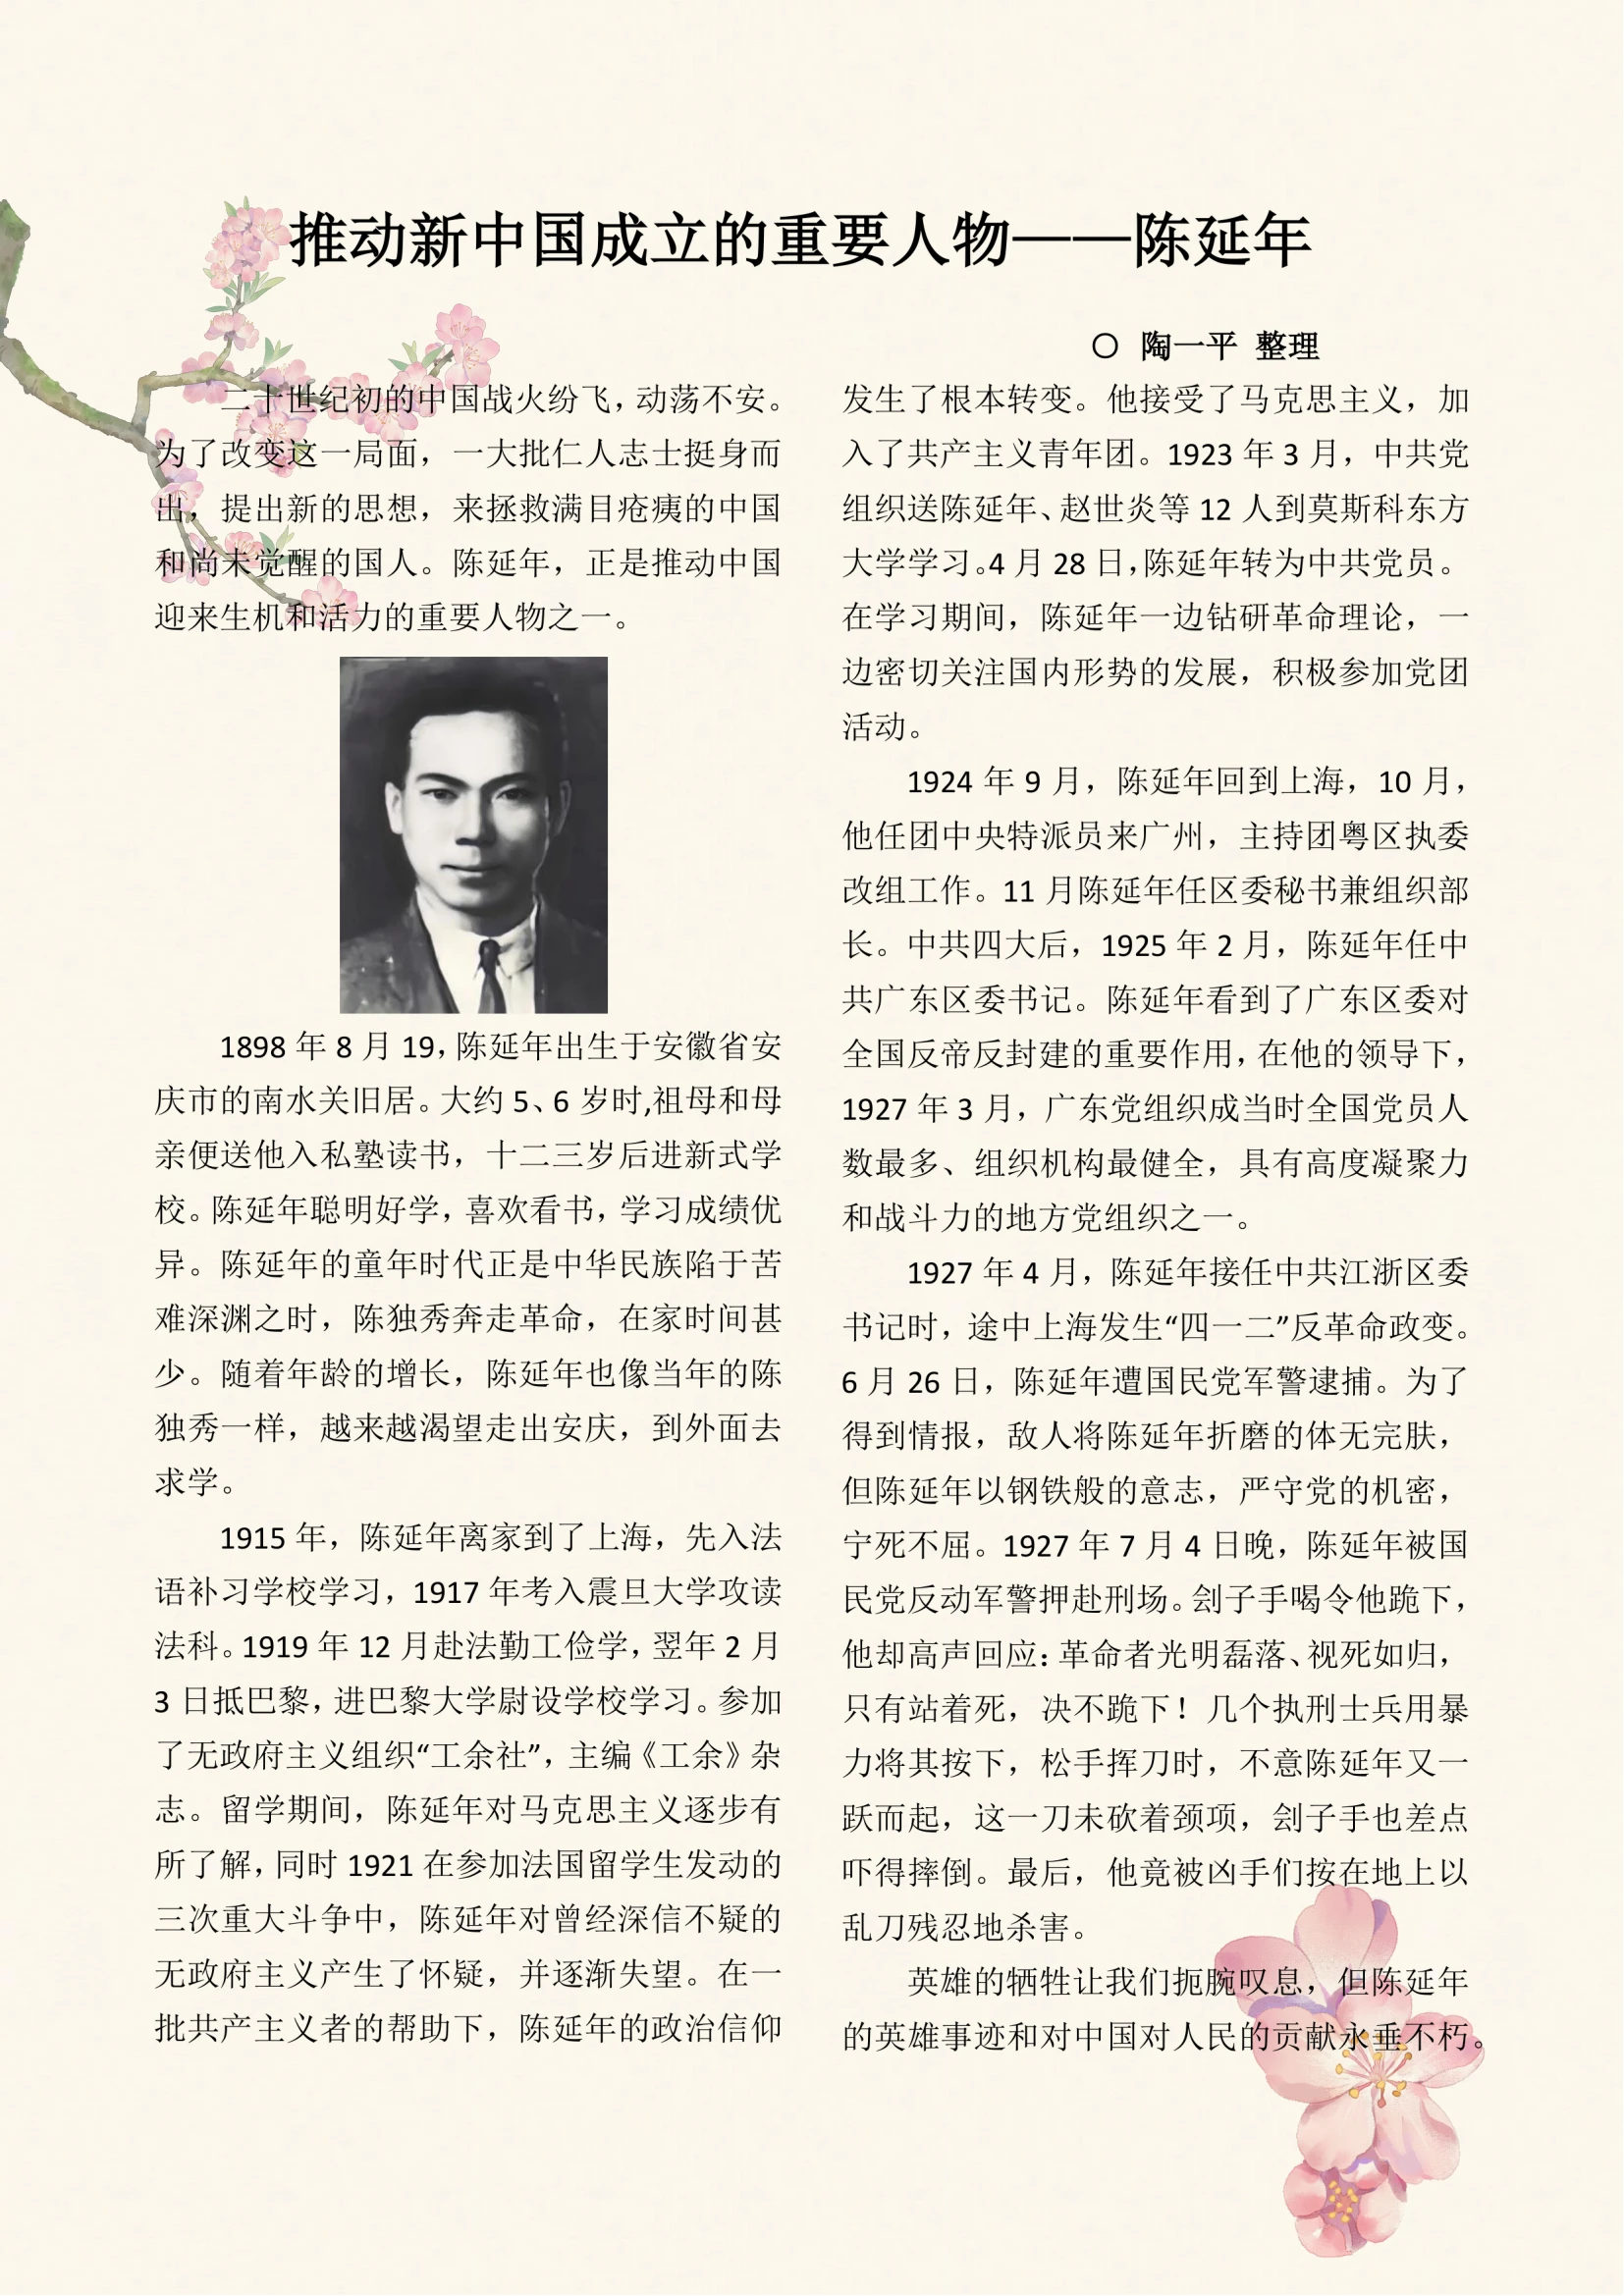 推动新中国成立的重要人物——陈延年
〇 陶一平 整理
二十世纪初的中国战火纷飞，动荡不安。
为了改变这一局面，一大批仁人志士挺身而
出，提出新的思想，来拯救满目疮痍的中国
和尚未觉醒的国人。陈延年，正是推动中国
迎来生机和活力的重要人物之一。
1898 年 8 月 19，陈延年出生于安徽省安
庆市的南水关旧居。大约 5、6 岁时,祖母和母
亲便送他入私塾读书，十二三岁后进新式学
校。陈延年聪明好学，喜欢看书，学习成绩优
异。陈延年的童年时代正是中华民族陷于苦
难深渊之时，陈独秀奔走革命，在家时间甚
少。随着年龄的增长，陈延年也像当年的陈
独秀一样，越来越渴望走出安庆，到外面去
求学。
1915 年，陈延年离家到了上海，先入法
语补习学校学习，1917 年考入震旦大学攻读
法科。1919 年 12 月赴法勤工俭学，翌年 2 月
3 日抵巴黎，进巴黎大学尉设学校学习。参加
了无政府主义组织“工余社”，主编《工余》杂
志。留学期间，陈延年对马克思主义逐步有
所了解，同时 1921 在参加法国留学生发动的
三次重大斗争中，陈延年对曾经深信不疑的
无政府主义产生了怀疑，并逐渐失望。在一
批共产主义者的帮助下，陈延年的政治信仰
发生了根本转变。他接受了马克思主义，加
入了共产主义青年团。1923 年 3 月，中共党
组织送陈延年、赵世炎等 12 人到莫斯科东方
大学学习。4 月 28 日，陈延年转为中共党员。
在学习期间，陈延年一边钻研革命理论，一
边密切关注国内形势的发展，积极参加党团
活动。
1924 年 9 月，陈延年回到上海，10 月，
他任团中央特派员来广州，主持团粤区执委
改组工作。11 月陈延年任区委秘书兼组织部
长。中共四大后，1925 年 2 月，陈延年任中
共广东区委书记。陈延年看到了广东区委对
全国反帝反封建的重要作用，在他的领导下，
1927 年 3 月，广东党组织成当时全国党员人
数最多、组织机构最健全，具有高度凝聚力
和战斗力的地方党组织之一。
1927 年 4 月，陈延年接任中共江浙区委
书记时，途中上海发生“四一二”反革命政变。
6 月 26 日，陈延年遭国民党军警逮捕。为了
得到情报，敌人将陈延年折磨的体无完肤，
但陈延年以钢铁般的意志，严守党的机密，
宁死不屈。1927 年 7 月 4 日晚，陈延年被国
民党反动军警押赴刑场。刽子手喝令他跪下，
他却高声回应：革命者光明磊落、视死如归，
只有站着死，决不跪下！几个执刑士兵用暴
力将其按下，松手挥刀时，不意陈延年又一
跃而起，这一刀未砍着颈项，刽子手也差点
吓得摔倒。最后，他竟被凶手们按在地上以
乱刀残忍地杀害。
英雄的牺牲让我们扼腕叹息，但陈延年
的英雄事迹和对中国对人民的贡献永垂不朽。